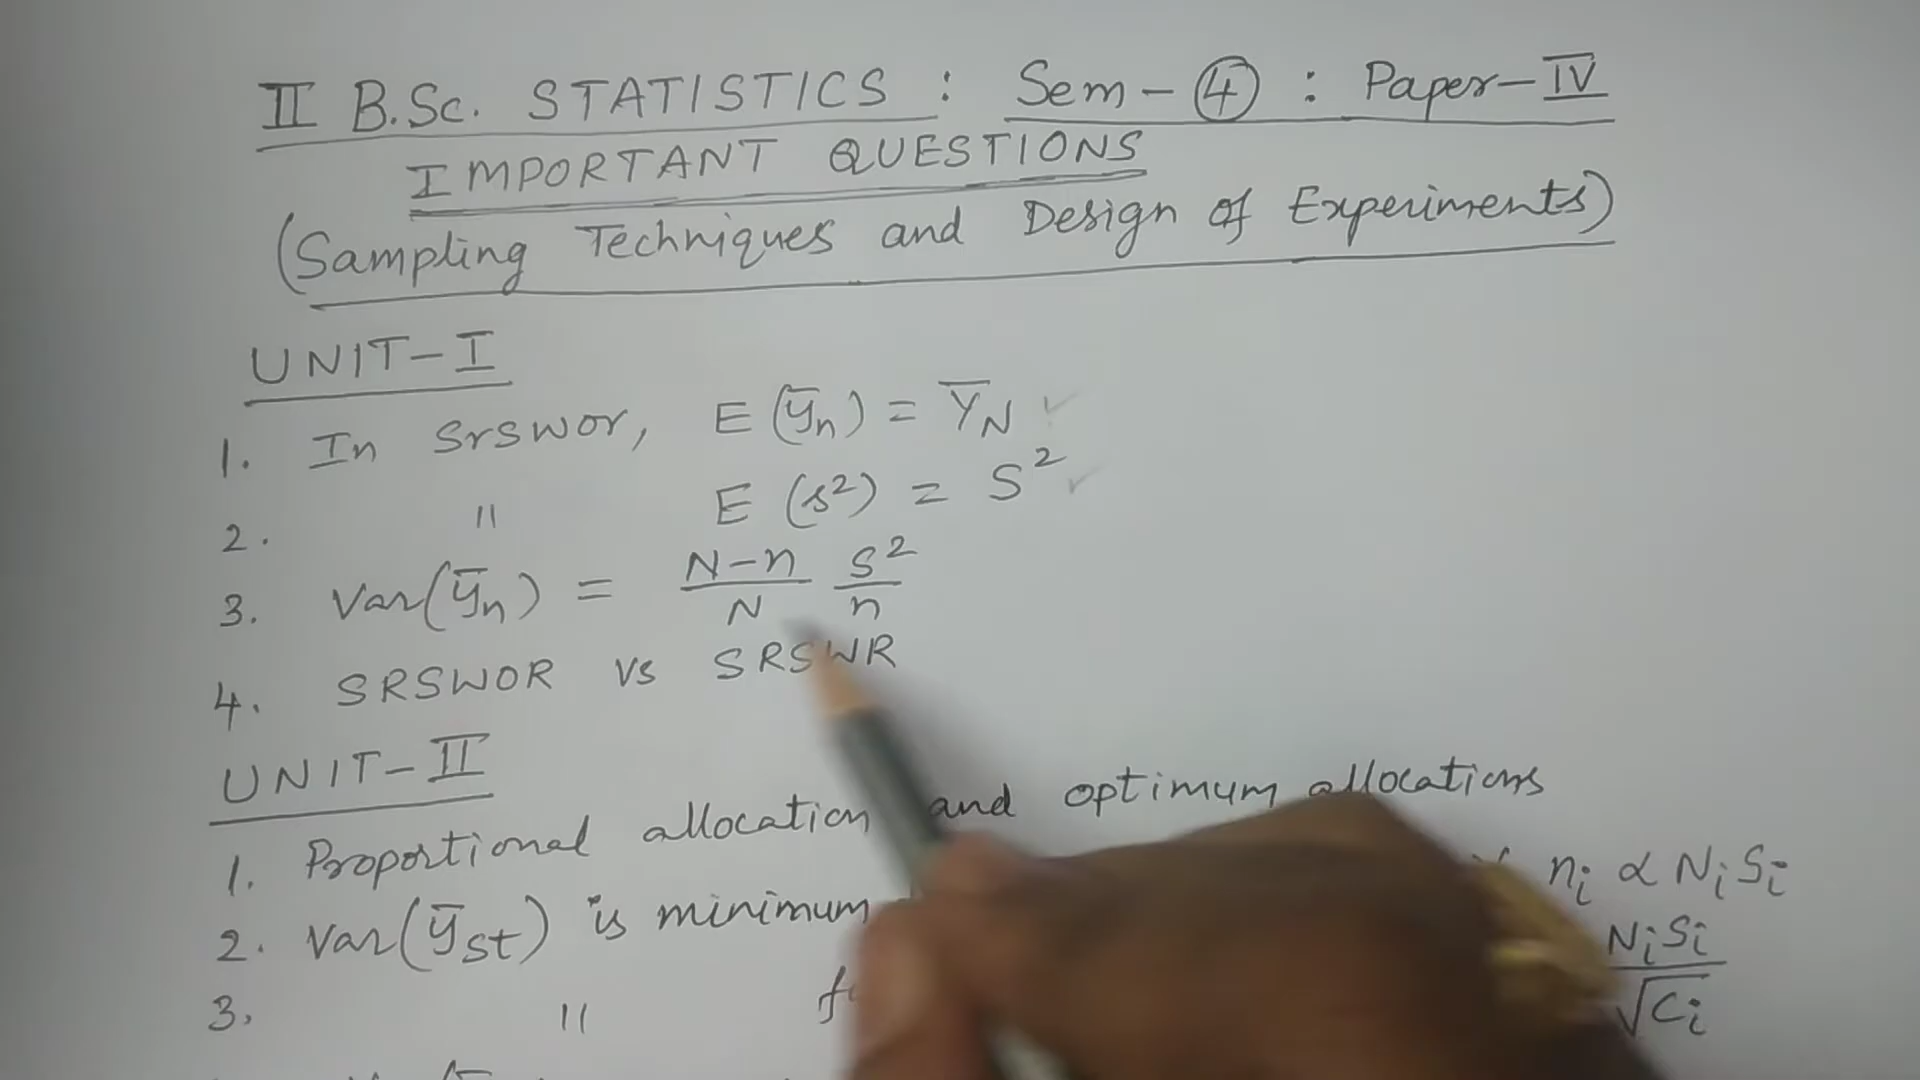 II B.Sc. STATISTICS : Sem-④ : Paper-IV
IMPORTANT QUESTIONS
(Sampling Techniques and Design of Experiments)
UNIT-I
1. In Srswor, E(ȳₙ) = Ȳ_N ✓
2. " E(s²) = S² ✓
3. Var(ȳₙ) = (N-n)/N S²/n
4. SRSWOR vs SRSWR
UNIT-II
1. Proportional allocation and optimum allocations
2. Var(ȳ_st) is minimum nᵢ ∝ NᵢSᵢ
3. " NᵢSᵢ/√Cᵢ